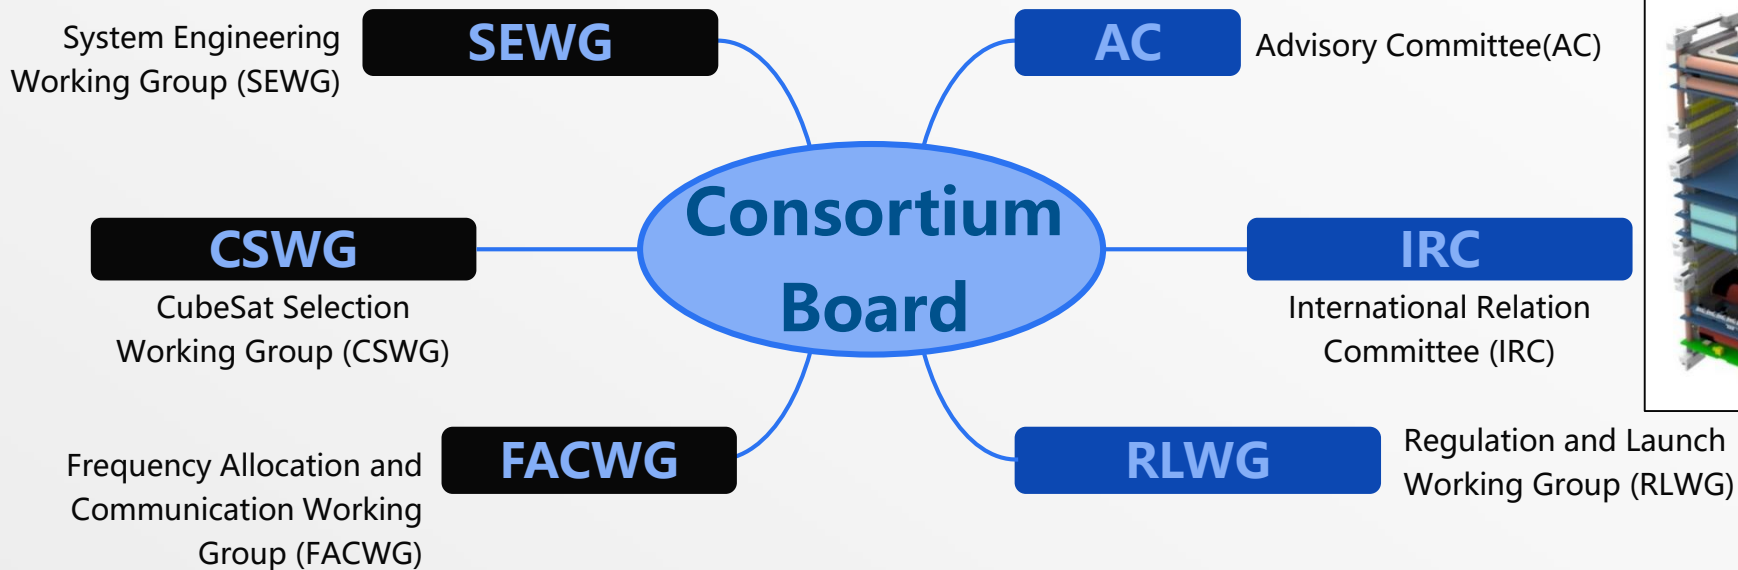 System Engineering
Working Group (SEWG)
SEWG
AC
Advisory Committee(AC)
Consortium
Board
CSWG
CubeSat Selection
Working Group (CSWG)
IRC
International Relation
Committee (IRC)
Frequency Allocation and
Communication Working
Group (FACWG)
FACWG
RLWG
Regulation and Launch
Working Group (RLWG)